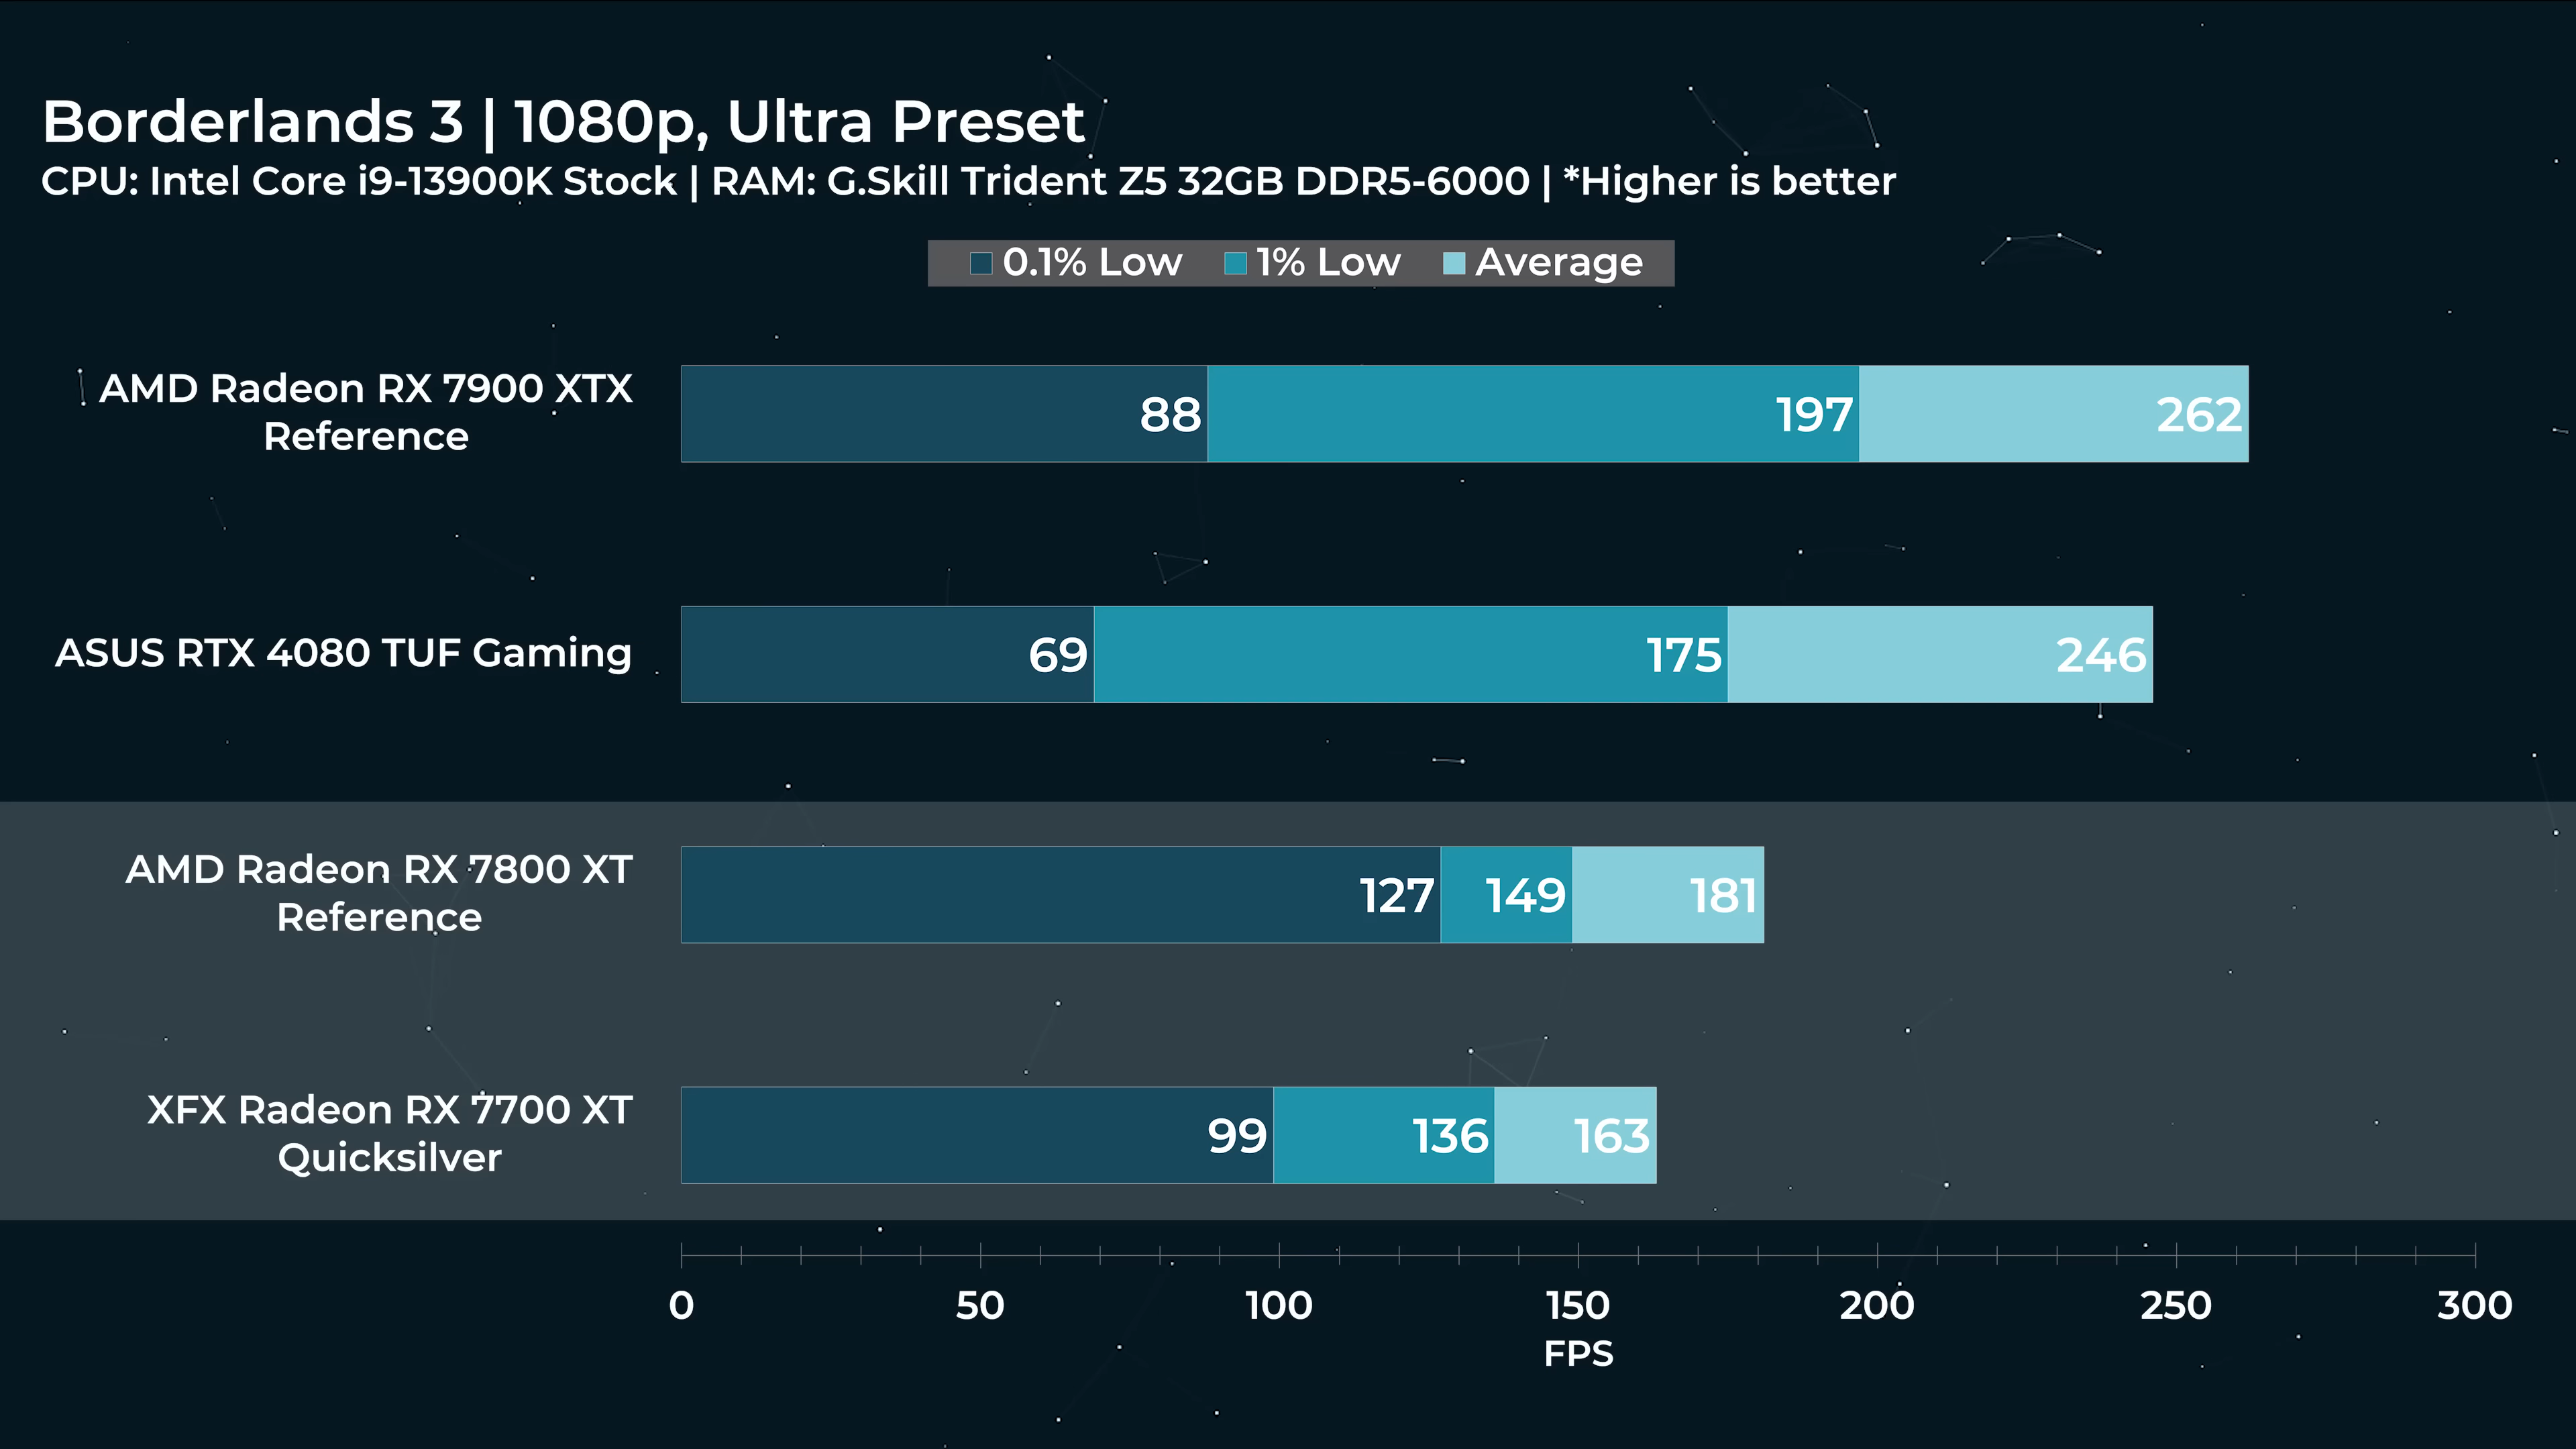 Borderlands 3 | 1080p, Ultra Preset
CPU: Intel Core i9-13900K Stock | RAM: G.Skill Trident Z5 32GB DDR5-6000 | *Higher is better
0.1% Low 1% Low Average
AMD Radeon RX 7900 XTX
Reference
88 197 262
ASUS RTX 4080 TUF Gaming
69 175 246
AMD Radeon RX 7800 XT
Reference
127 149 181
XFX Radeon RX 7700 XT
Quicksilver
99 136 163
0 50 100 150 200 250 300
FPS